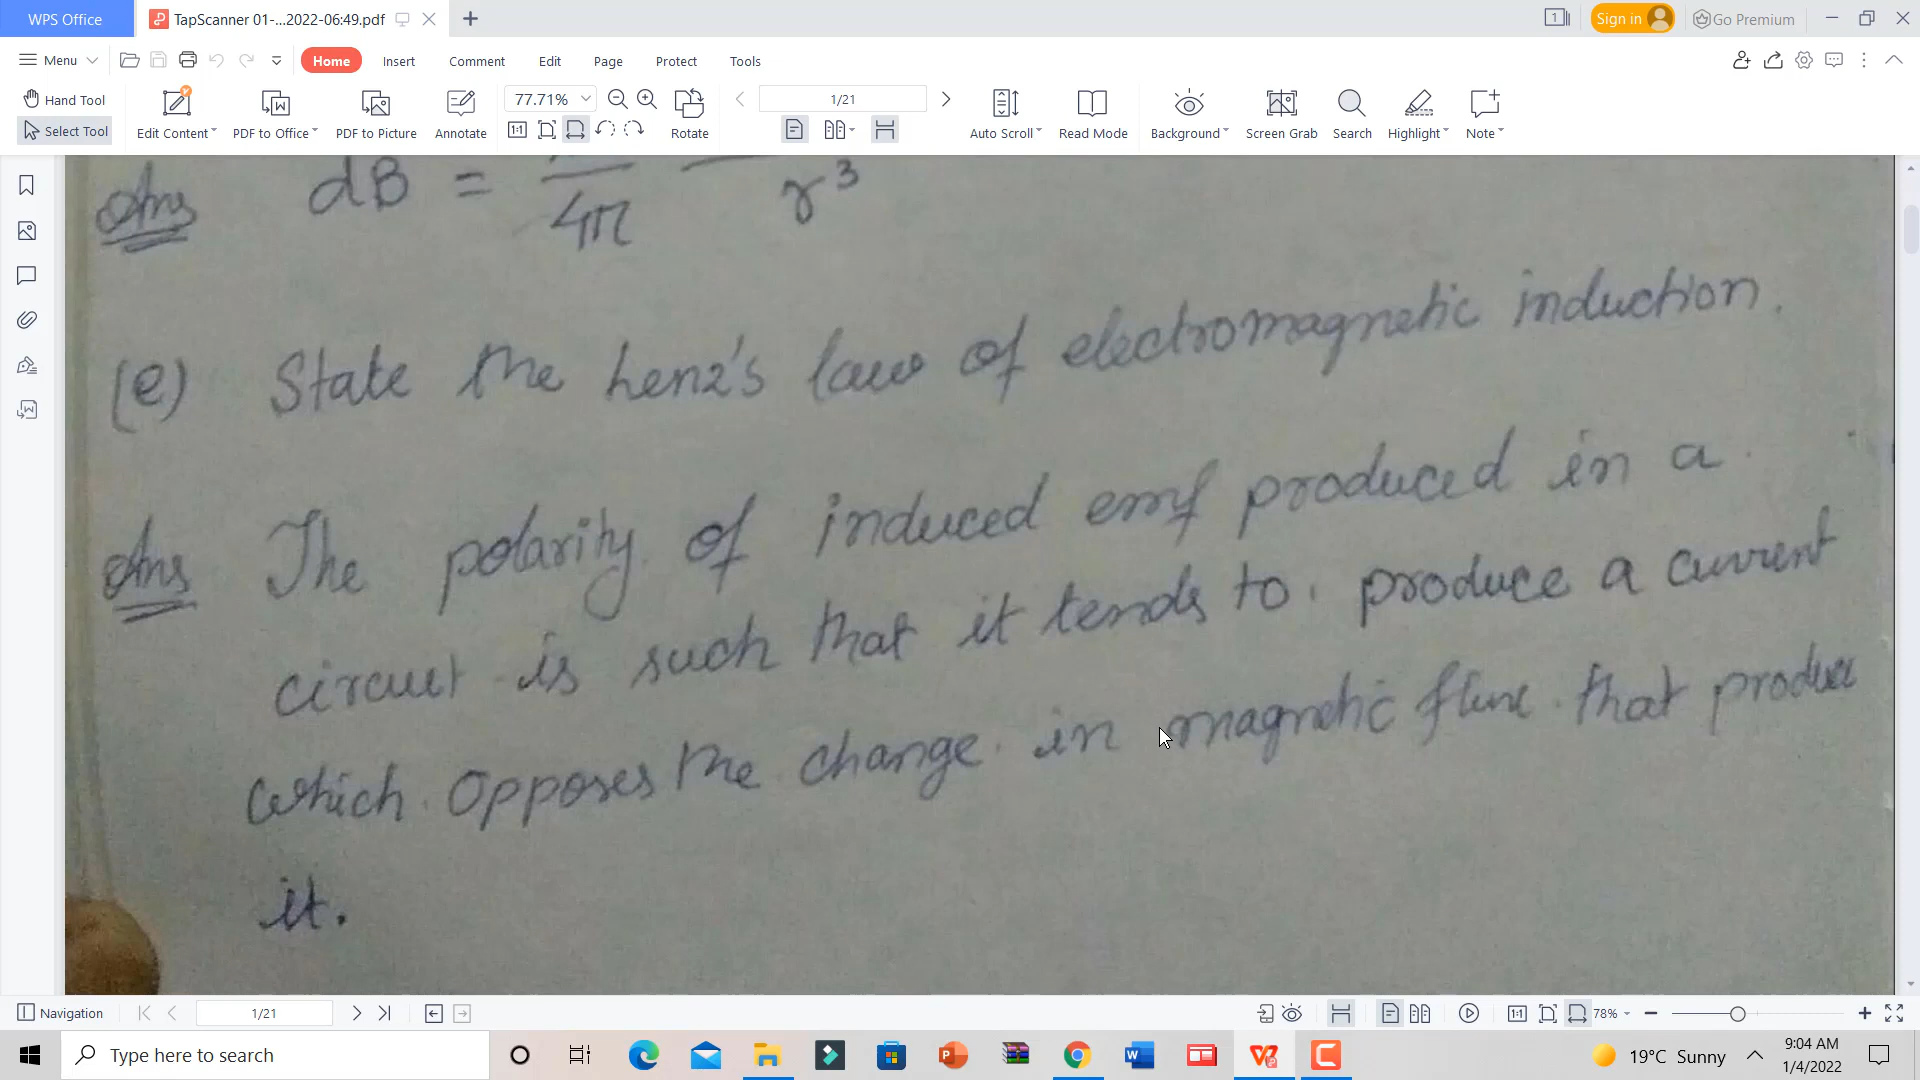 WPS Office
TapScanner 01-...2022-06:49.pdf
1
Sign in
Go Premium
Menu
Home
Insert
Comment
Edit
Page
Protect
Tools
Hand Tool
Select Tool
Edit Content
PDF to Office
PDF to Picture
Annotate
77.71%
Rotate
1/21
Auto Scroll
Read Mode
Background
Screen Grab
Search
Highlight
Note
Ans dB = 4π r³
(e) State the Lenz's law of electromagnetic induction.
Ans The polarity of induced emf produced in a
circuit is such that it tends to produce a current
which opposes the change in magnetic flux that produce
it.
Navigation
1/21
78%
Type here to search
19°C Sunny
9:04 AM
1/4/2022